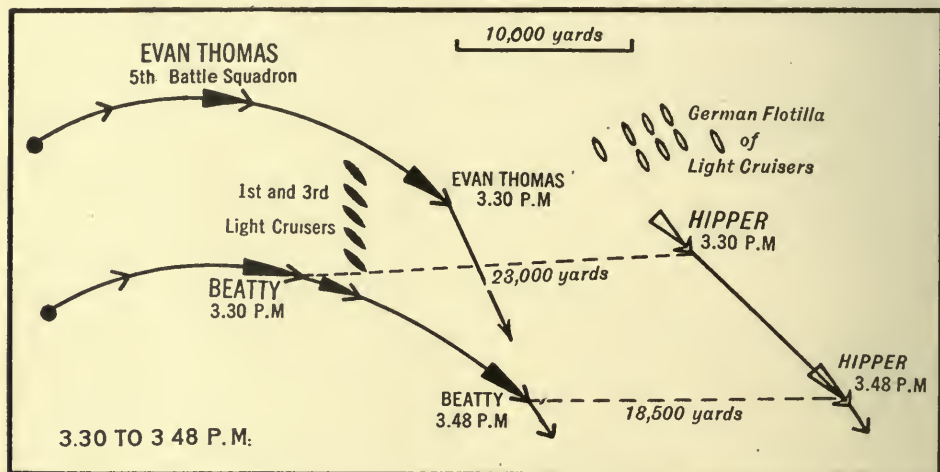 10,000 yards
EVAN THOMAS
5th Battle Squadron
German Flotilla
of
Light Cruisers
1st and 3rd
Light Cruisers
EVAN THOMAS
3.30 P.M
HIPPER
3.30 P.M
23,000 yards
BEATTY
3.30 P.M
HIPPER
3.48 P.M
BEATTY
3.48 P.M
18,500 yards
3.30 TO 3 48 P.M: